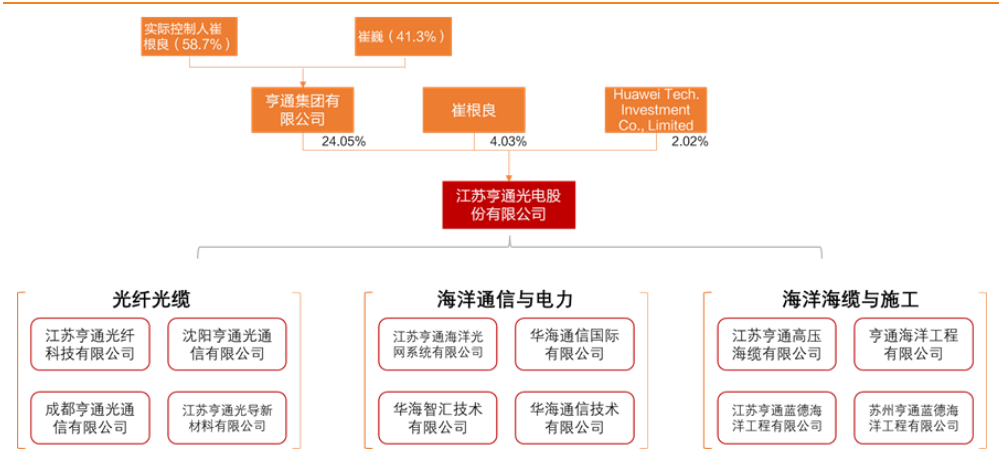 实际控制人崔
根良（58.7%）
崔巍（41.3%）
亨通集团有
限公司
崔根良
Huawei Tech.
Investment
Co., Limited
24.05%
4.03%
2.02%
江苏亨通光电股
份有限公司
光纤光缆
海洋通信与电力
海洋海缆与施工
江苏亨通光纤
科技有限公司
沈阳亨通光通
信有限公司
江苏亨通海洋光
网系统有限公司
华海通信国际
有限公司
江苏亨通高压
海缆有限公司
亨通海洋工程
有限公司
成都亨通光通
信有限公司
江苏亨通光导新
材料有限公司
华海智汇技术
有限公司
华海通信技术
有限公司
江苏亨通蓝德海
洋工程有限公司
苏州亨通蓝德海
洋工程有限公司